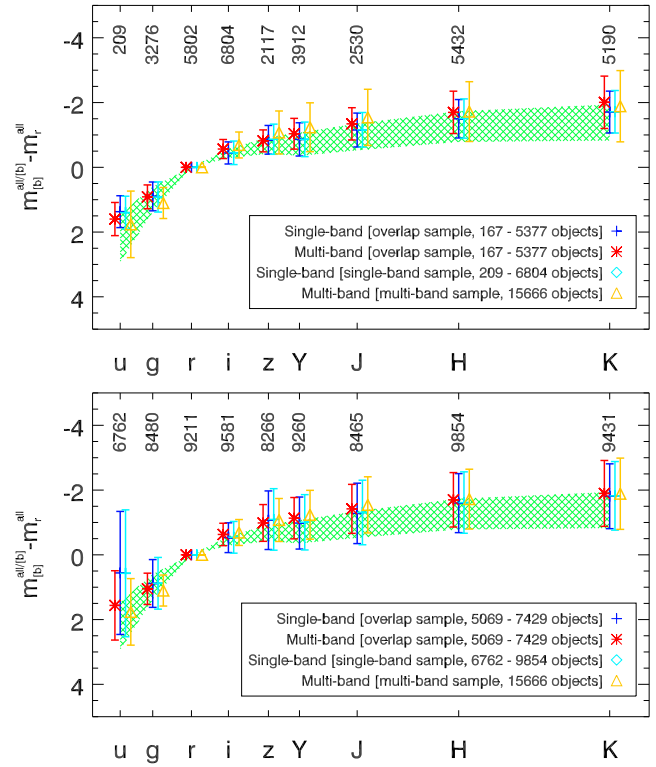 209 3276 5802 6804 2117 3912 2530 5432 5190
-4
-2
0
2
4
m[b]^all/[b]-m_r^all
Single-band [overlap sample, 167 - 5377 objects]
Multi-band [overlap sample, 167 - 5377 objects]
Single-band [single-band sample, 209 - 6804 objects]
Multi-band [multi-band sample, 15666 objects]
u g r i z Y J H K
6762 8480 9211 9581 8266 9260 8465 9854 9431
-4
-2
0
2
4
m[b]^all/[b]-m_r^all
Single-band [overlap sample, 5069 - 7429 objects]
Multi-band [overlap sample, 5069 - 7429 objects]
Single-band [single-band sample, 6762 - 9854 objects]
Multi-band [multi-band sample, 15666 objects]
u g r i z Y J H K